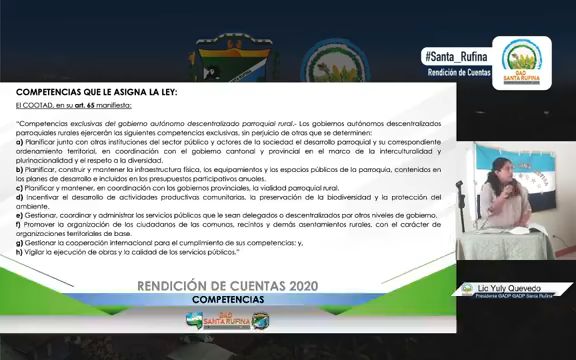 #Santa_Rufina
Rendición de Cuentas
GAD
SANTA RUFINA
COMPETENCIAS QUE LE ASIGNA LA LEY:
El COOTAD, en su art. 65 manifiesta:
"Competencias exclusivas del gobierno autónomo descentralizado parroquial rural.- Los gobiernos autónomos descentralizados
parroquiales rurales ejercerán las siguientes competencias exclusivas, sin perjuicio de otras que se determinen:
a) Planificar junto con otras instituciones del sector público y actores de la sociedad el desarrollo parroquial y su correspondiente
ordenamiento territorial, en coordinación con el gobierno cantonal y provincial en el marco de la interculturalidad y
plurinacionalidad y el respeto a la diversidad.
b) Planificar, construir y mantener la infraestructura física, los equipamientos y los espacios públicos de la parroquia, contenidos en
los planes de desarrollo e incluidos en los presupuestos participativos anuales.
c) Planificar y mantener, en coordinación con los gobiernos provinciales, la vialidad parroquial rural.
d) Incentivar el desarrollo de actividades productivas comunitarias, la preservación de la biodiversidad y la protección del
ambiente.
e) Gestionar, coordinar y administrar los servicios públicos que le sean delegados o descentralizados por otros niveles de gobierno.
f) Promover la organización de los ciudadanos de las comunas, recintos y demás asentamientos rurales, con el carácter de
organizaciones territoriales de base.
g) Gestionar la cooperación internacional para el cumplimiento de sus competencias; y,
h) Vigilar la ejecución de obras y la calidad de los servicios públicos."
RENDICIÓN DE CUENTAS 2020
COMPETENCIAS
GAD
SANTA RUFINA
Lic Yuly Quevedo
Presidente GADP GADP Santa Rufina